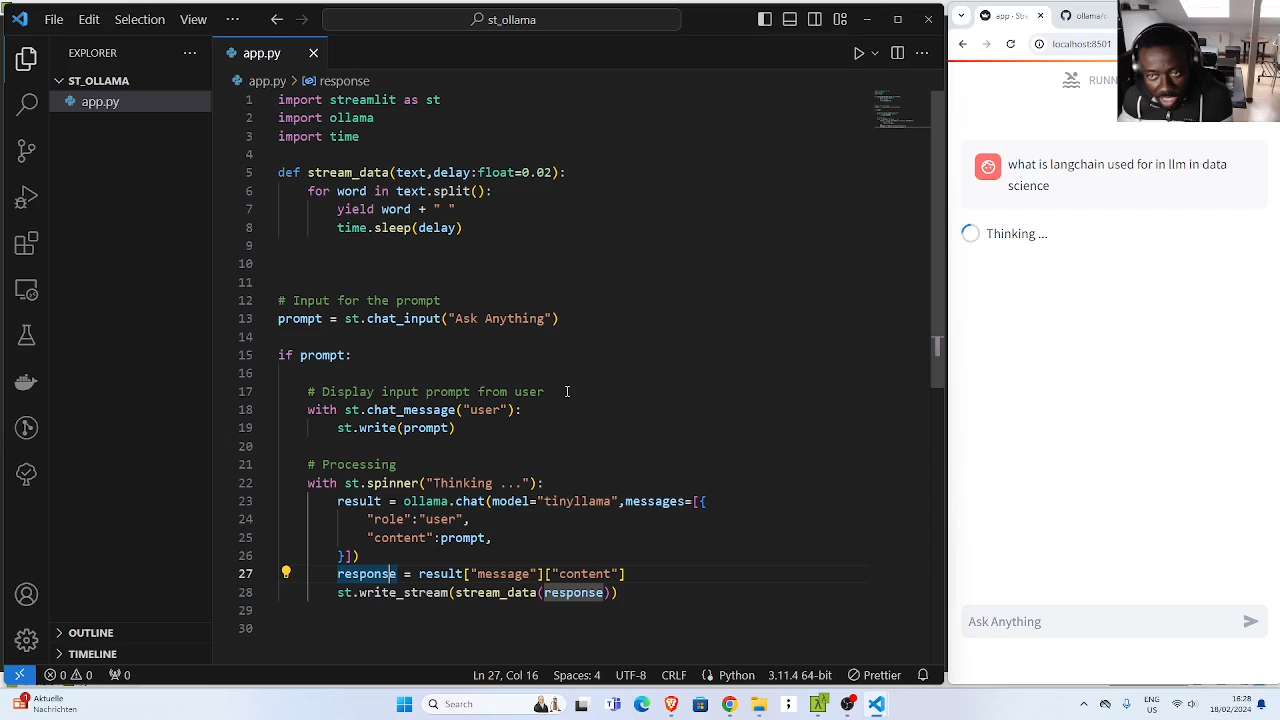 File Edit Selection View ··· st_ollama
app · Stre ollama/c
localhost:8501
RUNN
EXPLORER ···
ST_OLLAMA
app.py
app.py
app.py > response
1 import streamlit as st
2 import ollama
3 import time
4
5 def stream_data(text,delay:float=0.02):
6 for word in text.split():
7 yield word + " "
8 time.sleep(delay)
9
10
11
12 # Input for the prompt
13 prompt = st.chat_input("Ask Anything")
14
15 if prompt:
16
17 # Display input prompt from user
18 with st.chat_message("user"):
19 st.write(prompt)
20
21 # Processing
22 with st.spinner("Thinking ..."):
23 result = ollama.chat(model="tinyllama",messages=[{
24 "role":"user",
25 "content":prompt,
26 }])
27 response = result["message"]["content"]
28 st.write_stream(stream_data(response))
29
30
what is langchain used for in llm in data
science
Thinking ...
Ask Anything
OUTLINE
TIMELINE
0 0 0 Ln 27, Col 16 Spaces: 4 UTF-8 CRLF Python 3.11.4 64-bit Prettier
1 Aktuelle
Nachrichten
Search
ENG
US
16:28
18/02/2024